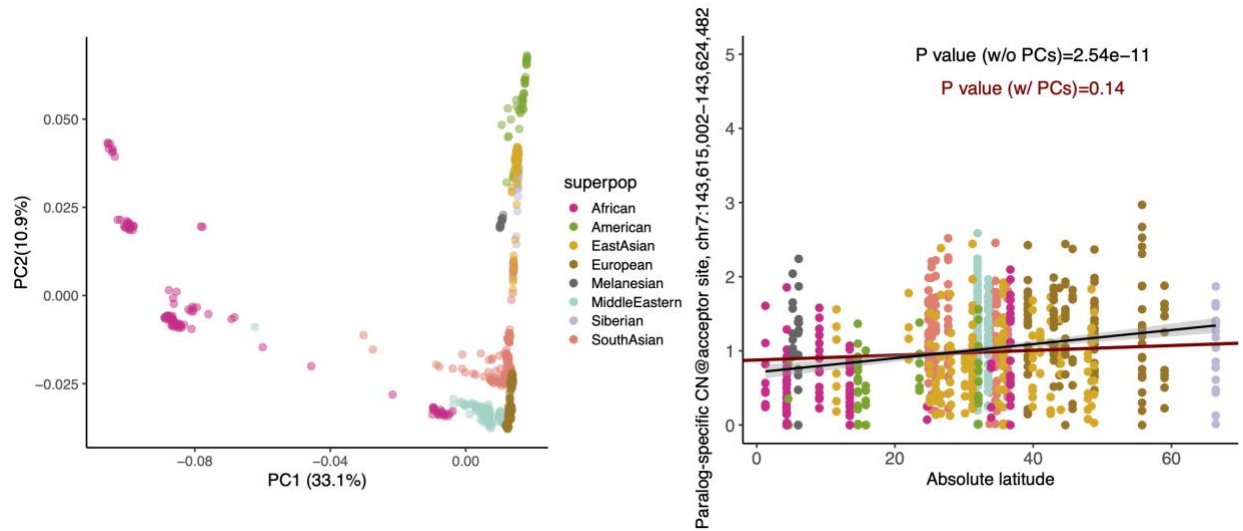 0.050
0.025
0.000
−0.025
PC2(10.9%)
−0.08
−0.04
0.00
PC1 (33.1%)
superpop
African
American
EastAsian
European
Melanesian
MiddleEastern
Siberian
SouthAsian
Paralog-specific CN@acceptor site, chr7:143,615,002−143,624,482
P value (w/o PCs)=2.54e−11
P value (w/ PCs)=0.14
5
4
3
2
1
0
0
20
40
60
Absolute latitude